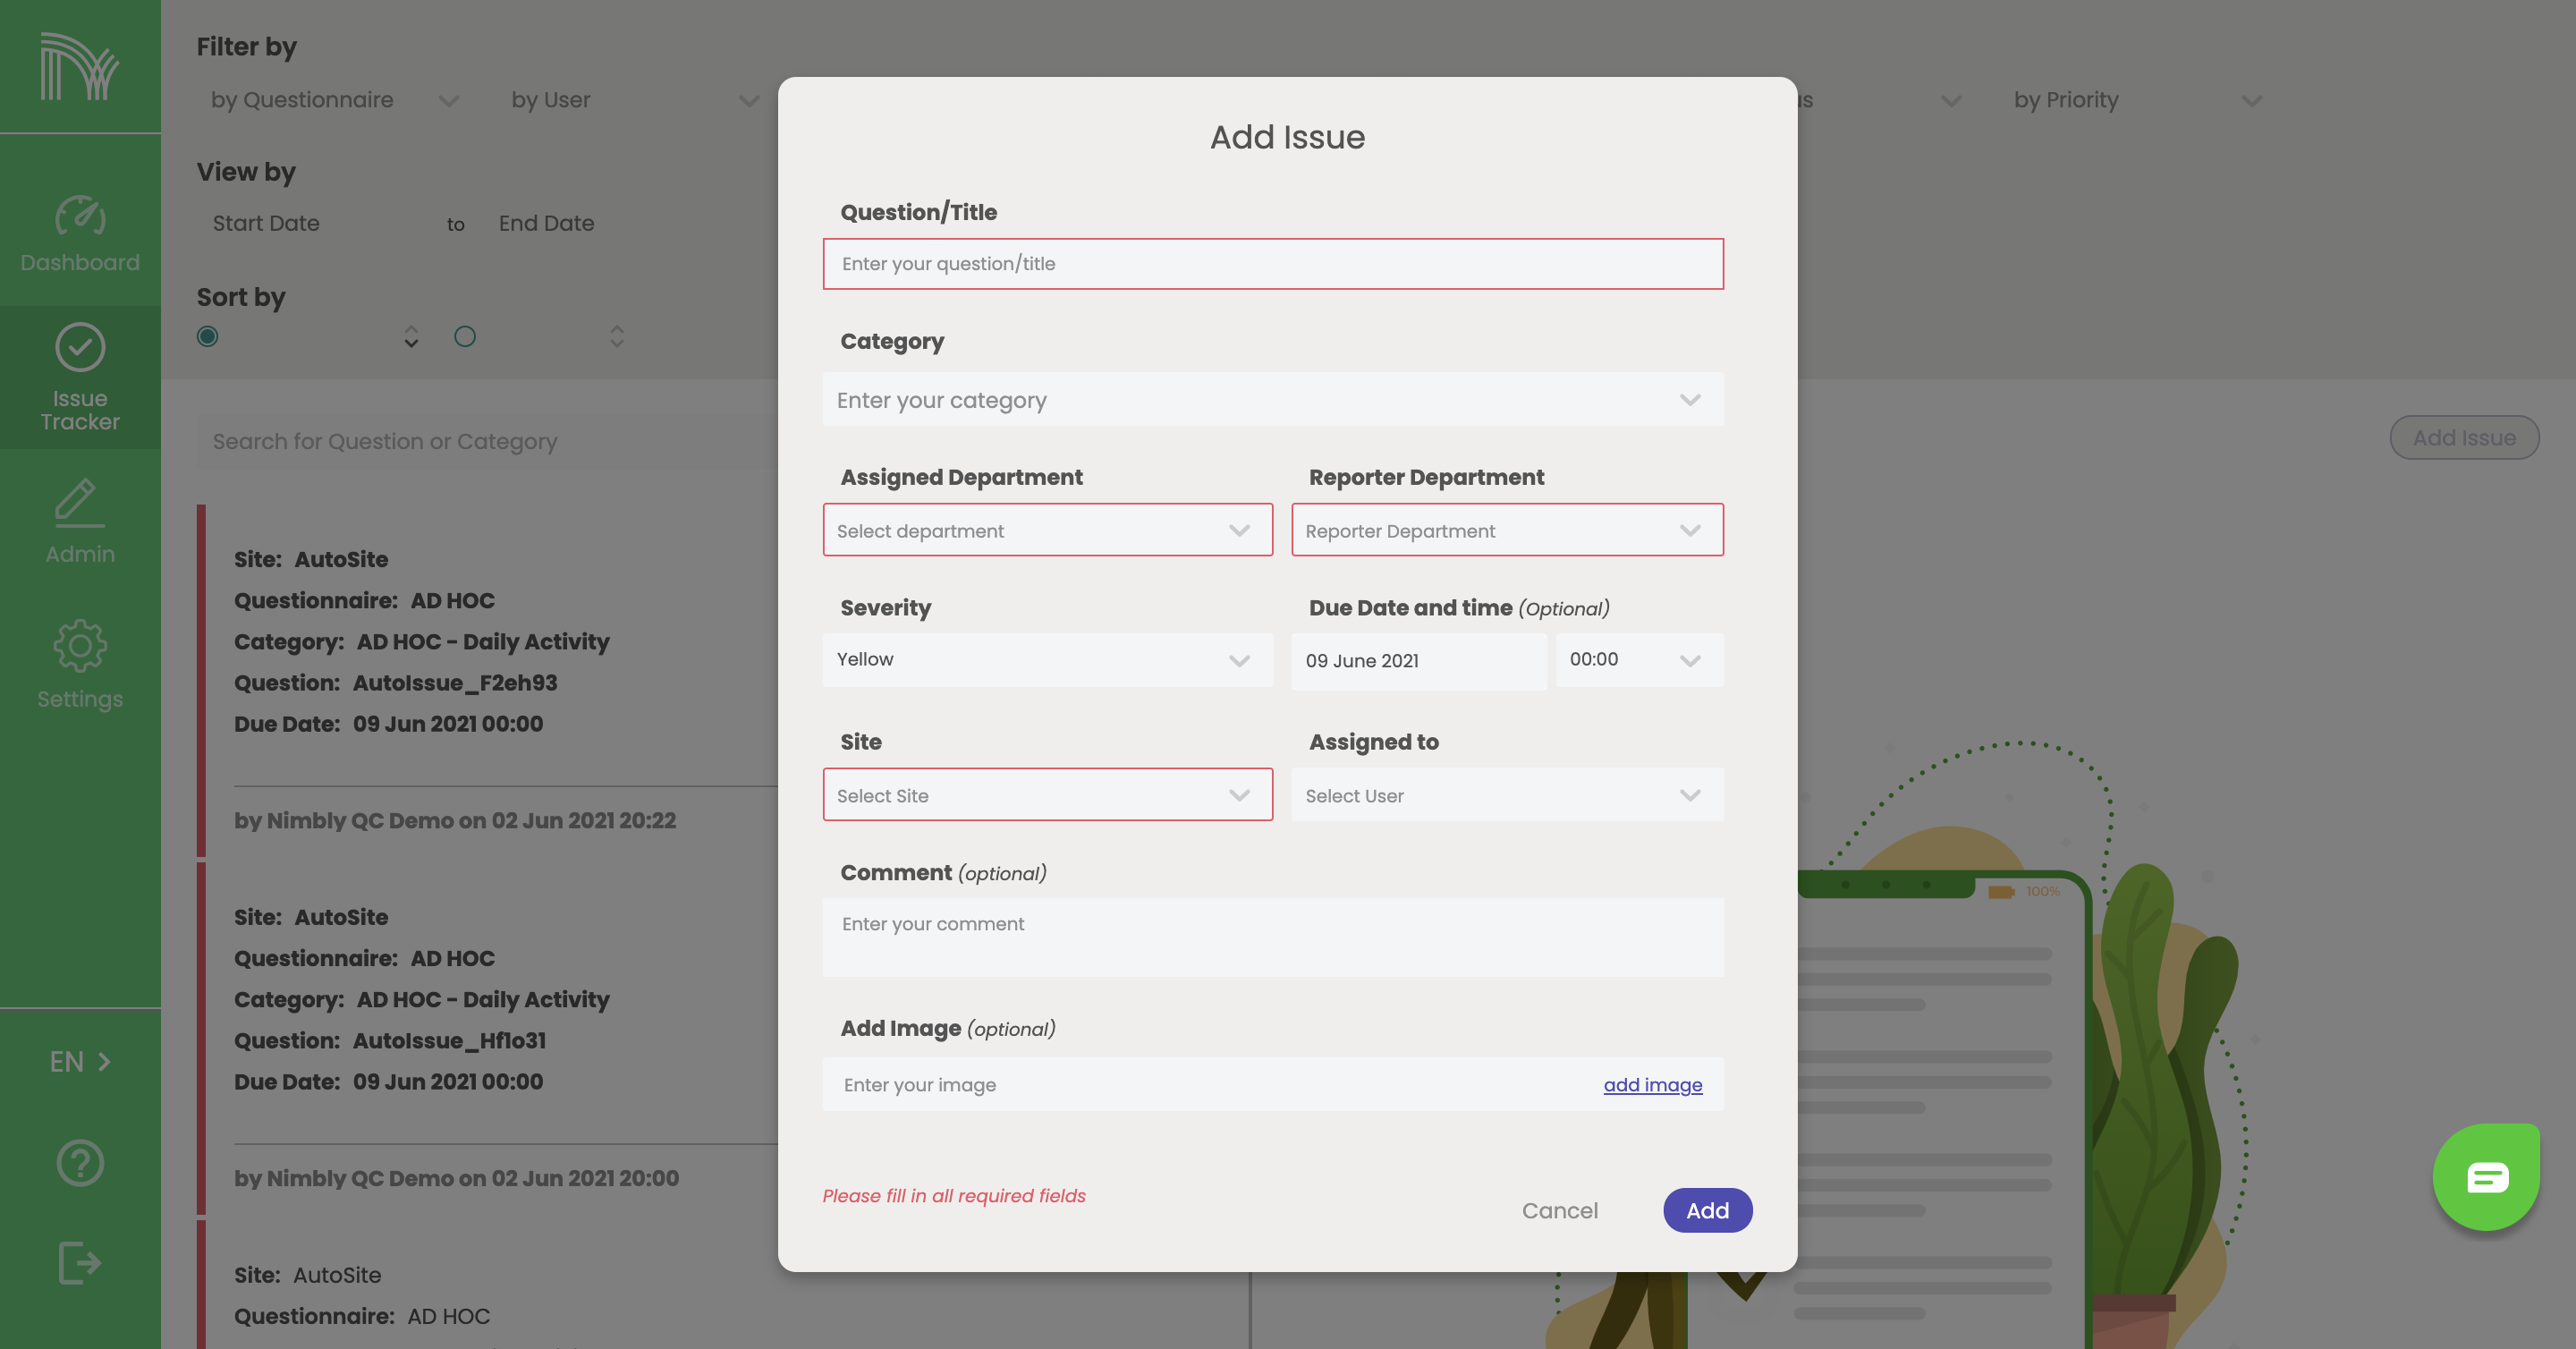 Filter by
by Questionnaire
by User
us
by Priority
View by
Start Date to End Date
Sort by
Search for Question or Category
Add Issue
Dashboard
Issue
Tracker
Admin
Settings
EN
Site: AutoSite
Questionnaire: AD HOC
Category: AD HOC - Daily Activity
Question: AutoIssue_F2eh93
Due Date: 09 Jun 2021 00:00
by Nimbly QC Demo on 02 Jun 2021 20:22
Site: AutoSite
Questionnaire: AD HOC
Category: AD HOC - Daily Activity
Question: AutoIssue_Hf1o31
Due Date: 09 Jun 2021 00:00
by Nimbly QC Demo on 02 Jun 2021 20:00
Site: AutoSite
Questionnaire: AD HOC
Add Issue
Question/Title
Enter your question/title
Category
Enter your category
Assigned Department
Reporter Department
Select department
Reporter Department
Severity
Due Date and time (Optional)
Yellow
09 June 2021
00:00
Site
Assigned to
Select Site
Select User
Comment (optional)
Enter your comment
Add Image (optional)
Enter your image
add image
Please fill in all required fields
Cancel
Add
100%